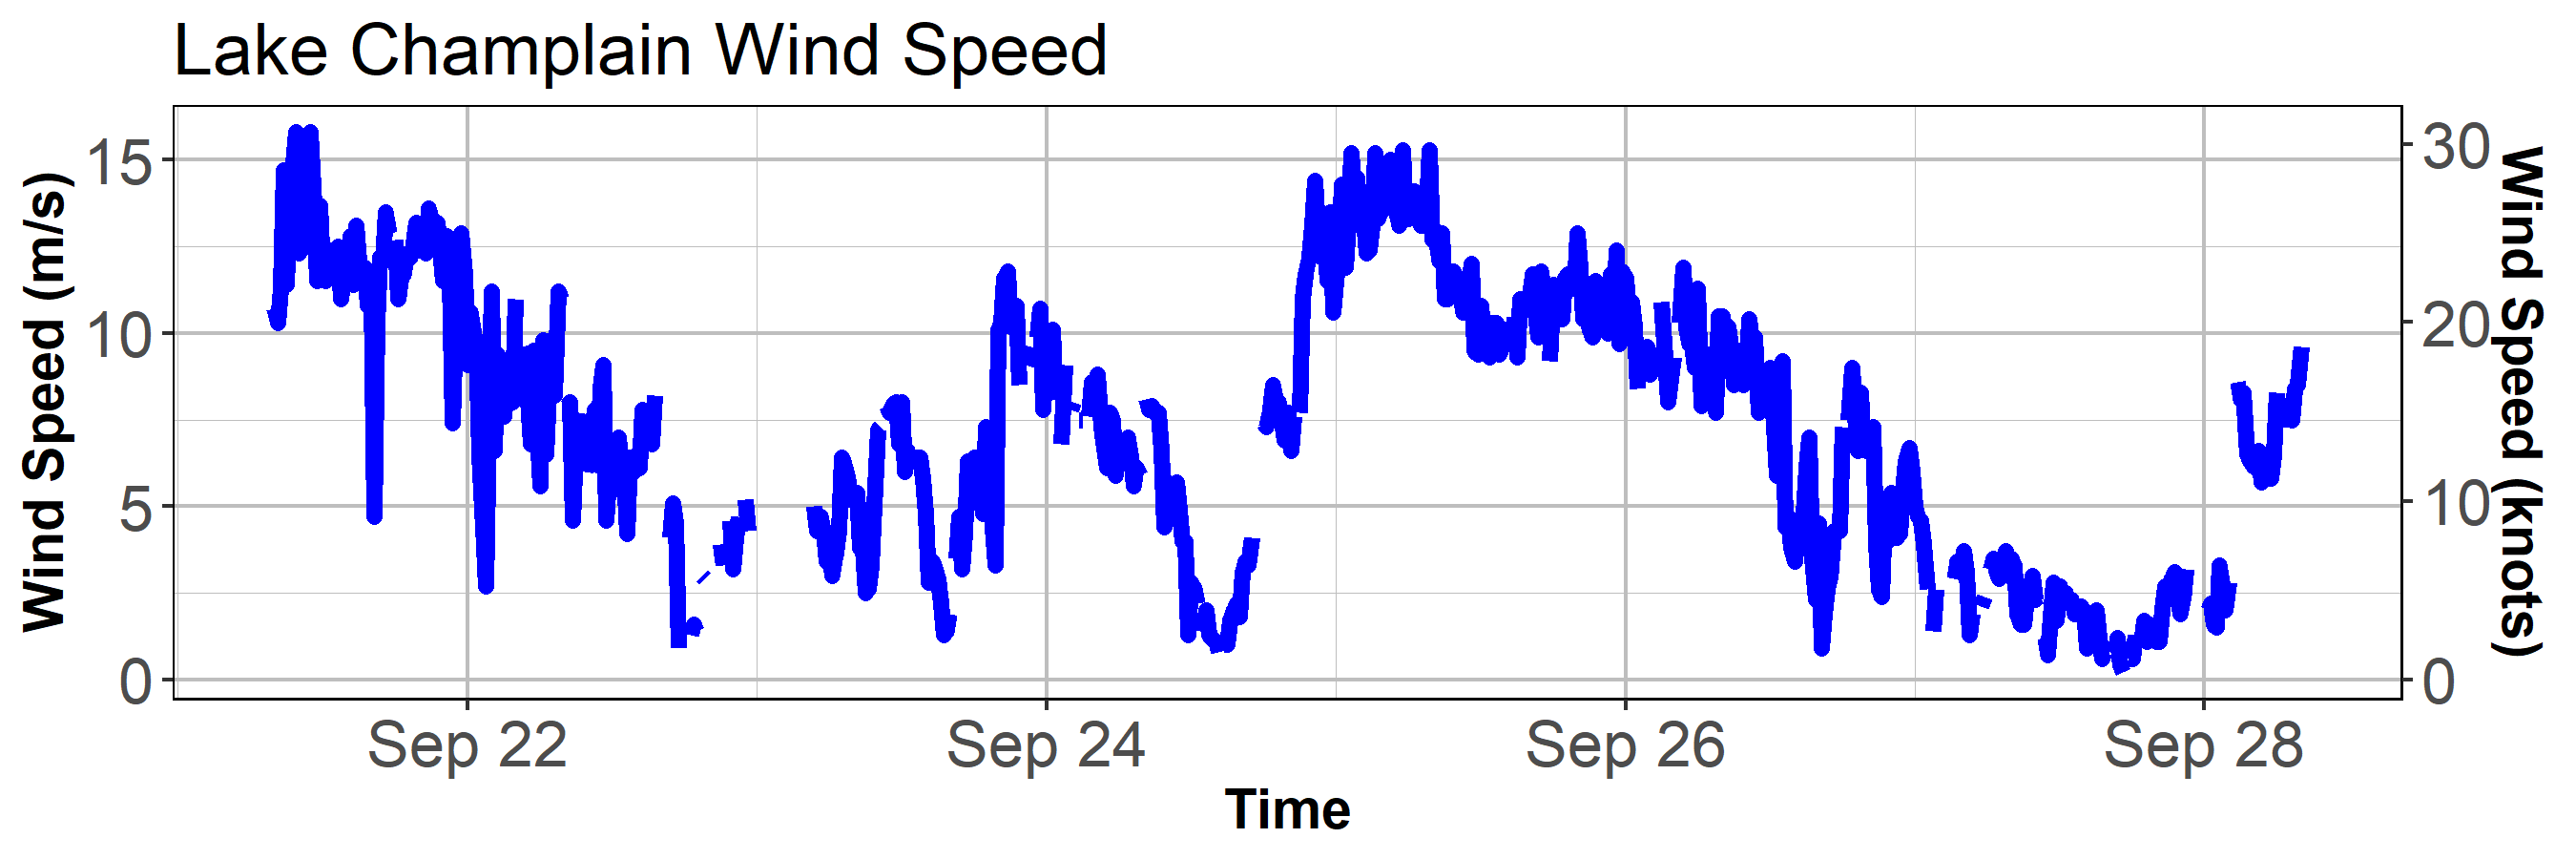 Lake Champlain Wind Speed
Wind Speed (m/s)
15
10
5
0
30
20
10
0
Wind Speed (knots)
Sep 22
Sep 24
Sep 26
Sep 28
Time